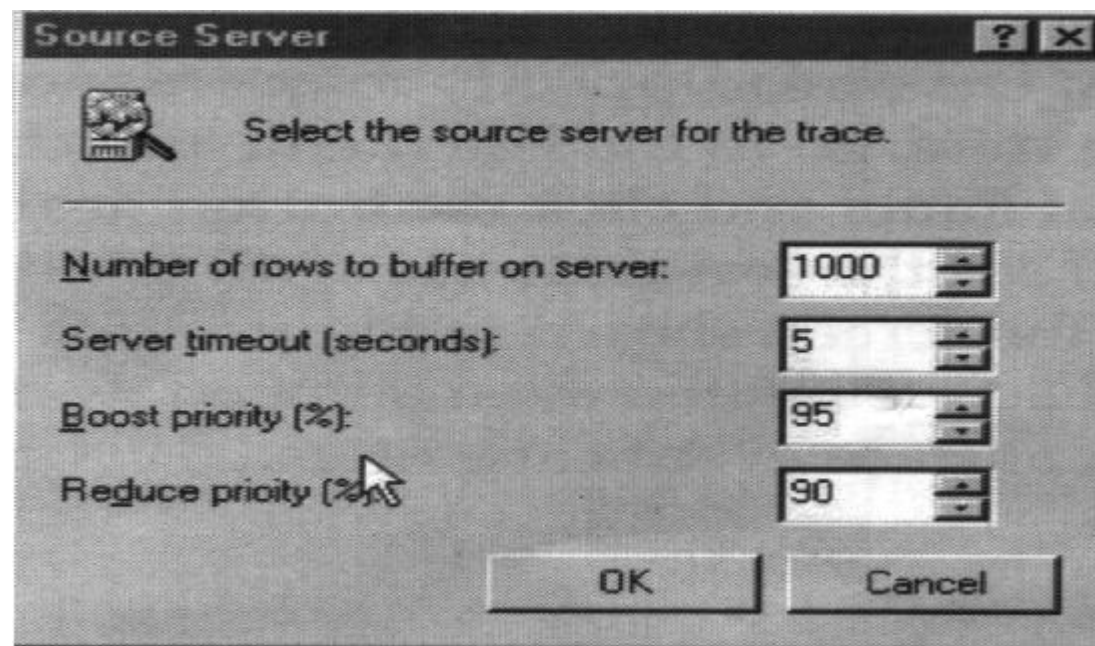 Source Server
Select the source server for the trace.
Number of rows to buffer on server: 1000
Server timeout (seconds): 5
Boost priority (%): 95
Reduce prioity (%): 90
OK Cancel